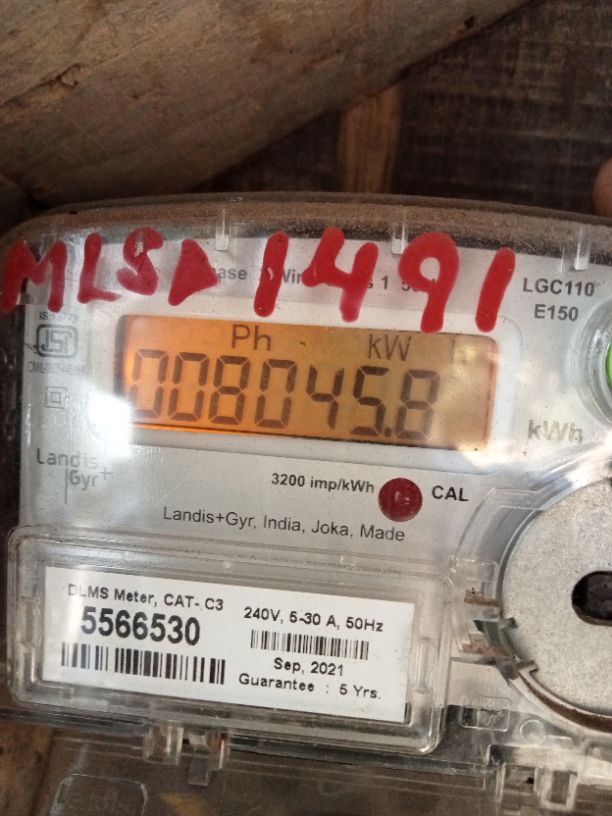 MLSD 1491
LGC110
E150
Ph kW h
008045.8
kWh
Landis+
Gyr
3200 imp/kWh CAL
Landis+Gyr, India, Joka, Made
DLMS Meter, CAT- C3
5566530
240V, 5-30 A, 50Hz
Sep, 2021
Guarantee : 5 Yrs.